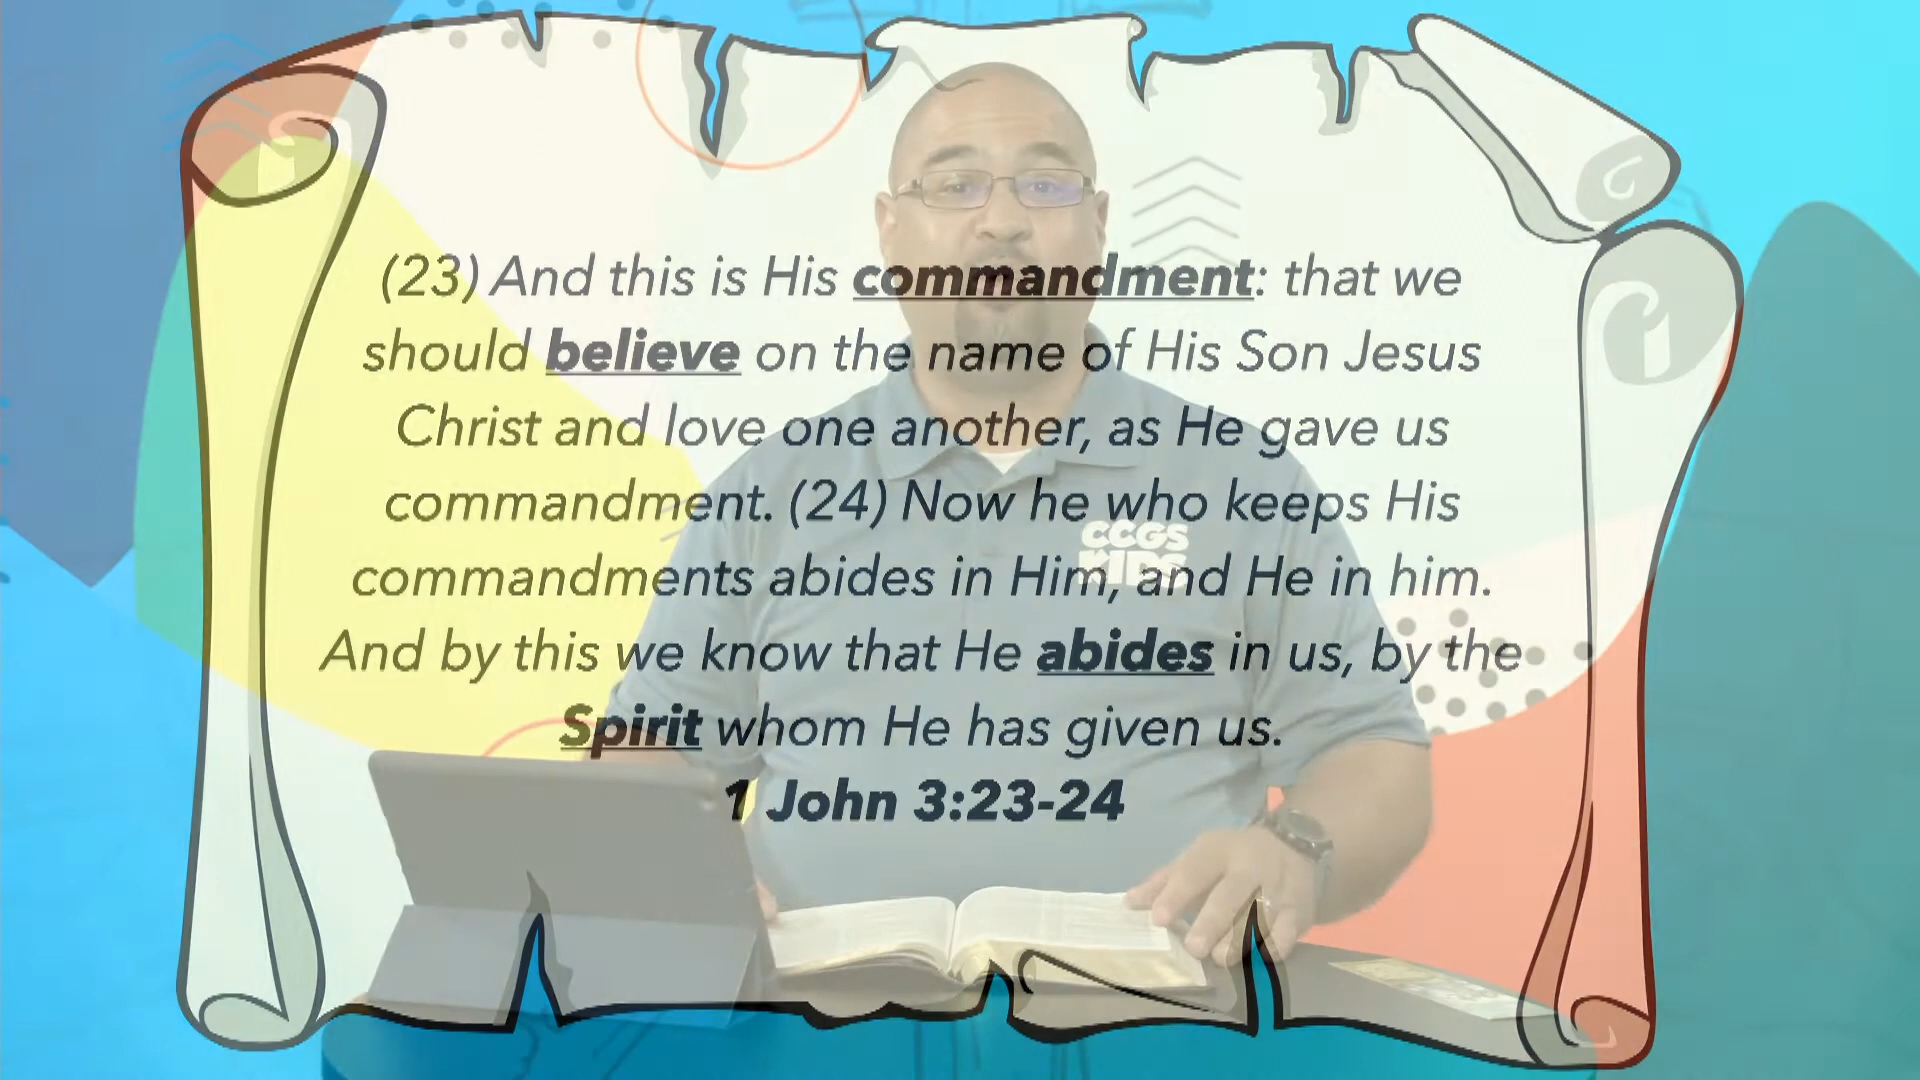 (23) And this is His commandment: that we
should believe on the name of His Son Jesus
Christ and love one another, as He gave us
commandment. (24) Now he who keeps His
commandments abides in Him, and He in him.
And by this we know that He abides in us, by the
Spirit whom He has given us.
1 John 3:23-24
CCGS
KIDS